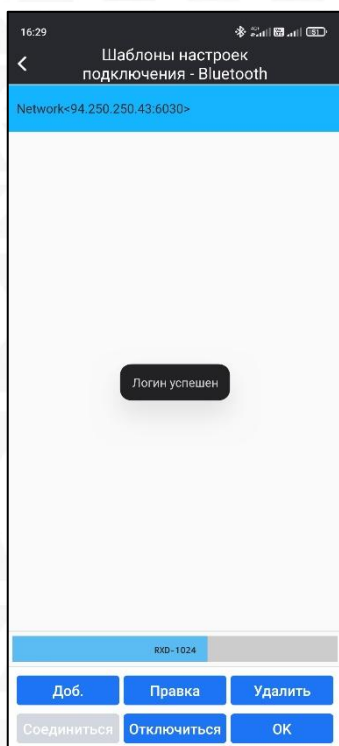 16:29
Шаблоны настроек
подключения - Bluetooth
Network<94.250.250.43:6030>
Логин успешен
RXD-1024
Доб. Правка Удалить
Соединиться Отключиться OK